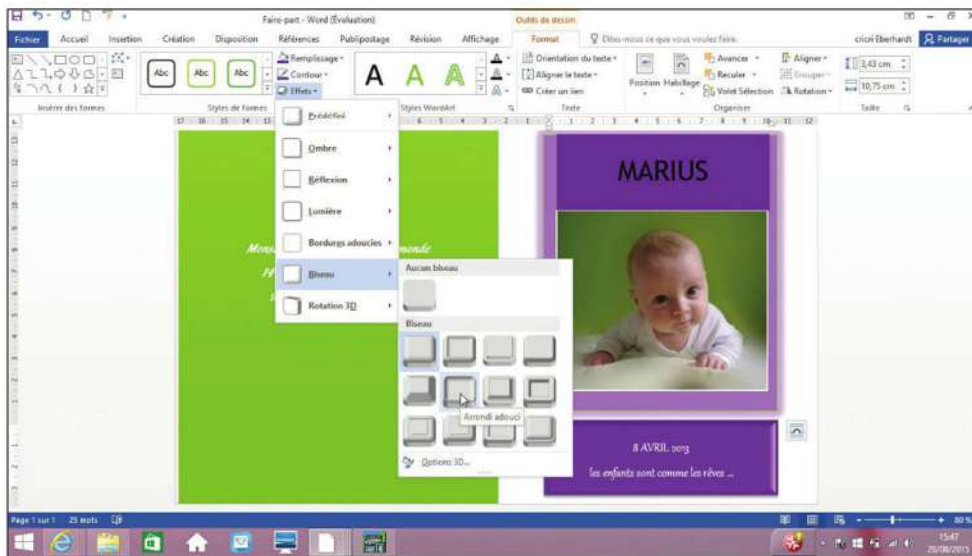 Faire-part - Word (Évaluation)
Outils de dessin
Fichier Accueil Insertion Création Disposition Références Publipostage Révision Affichage Format Dites-nous ce que vous voulez faire. cricri Eberhardt Partager
Abc Abc Abc
Remplissage
Contour
Effets
A A A
Orientation du texte
Aligner le texte
Créer un lien
Position Habillage
Avancer
Reculer
Volet Sélection
Aligner
Grouper
Rotation
3,43 cm
10,75 cm
Insérer des formes Styles de formes Styles WordArt Texte Organiser Taille
Prédéfini
Ombre
Réflexion
Lumière
Bordures adoucies
Biseau
Rotation 3D
Aucun biseau
Biseau
Arrondi adouci
Options 3D...
monde
MARIUS
8 AVRIL 2013
les enfants sont comme les rêves ...
Page 1 sur 1 25 mots
80 %
15:47